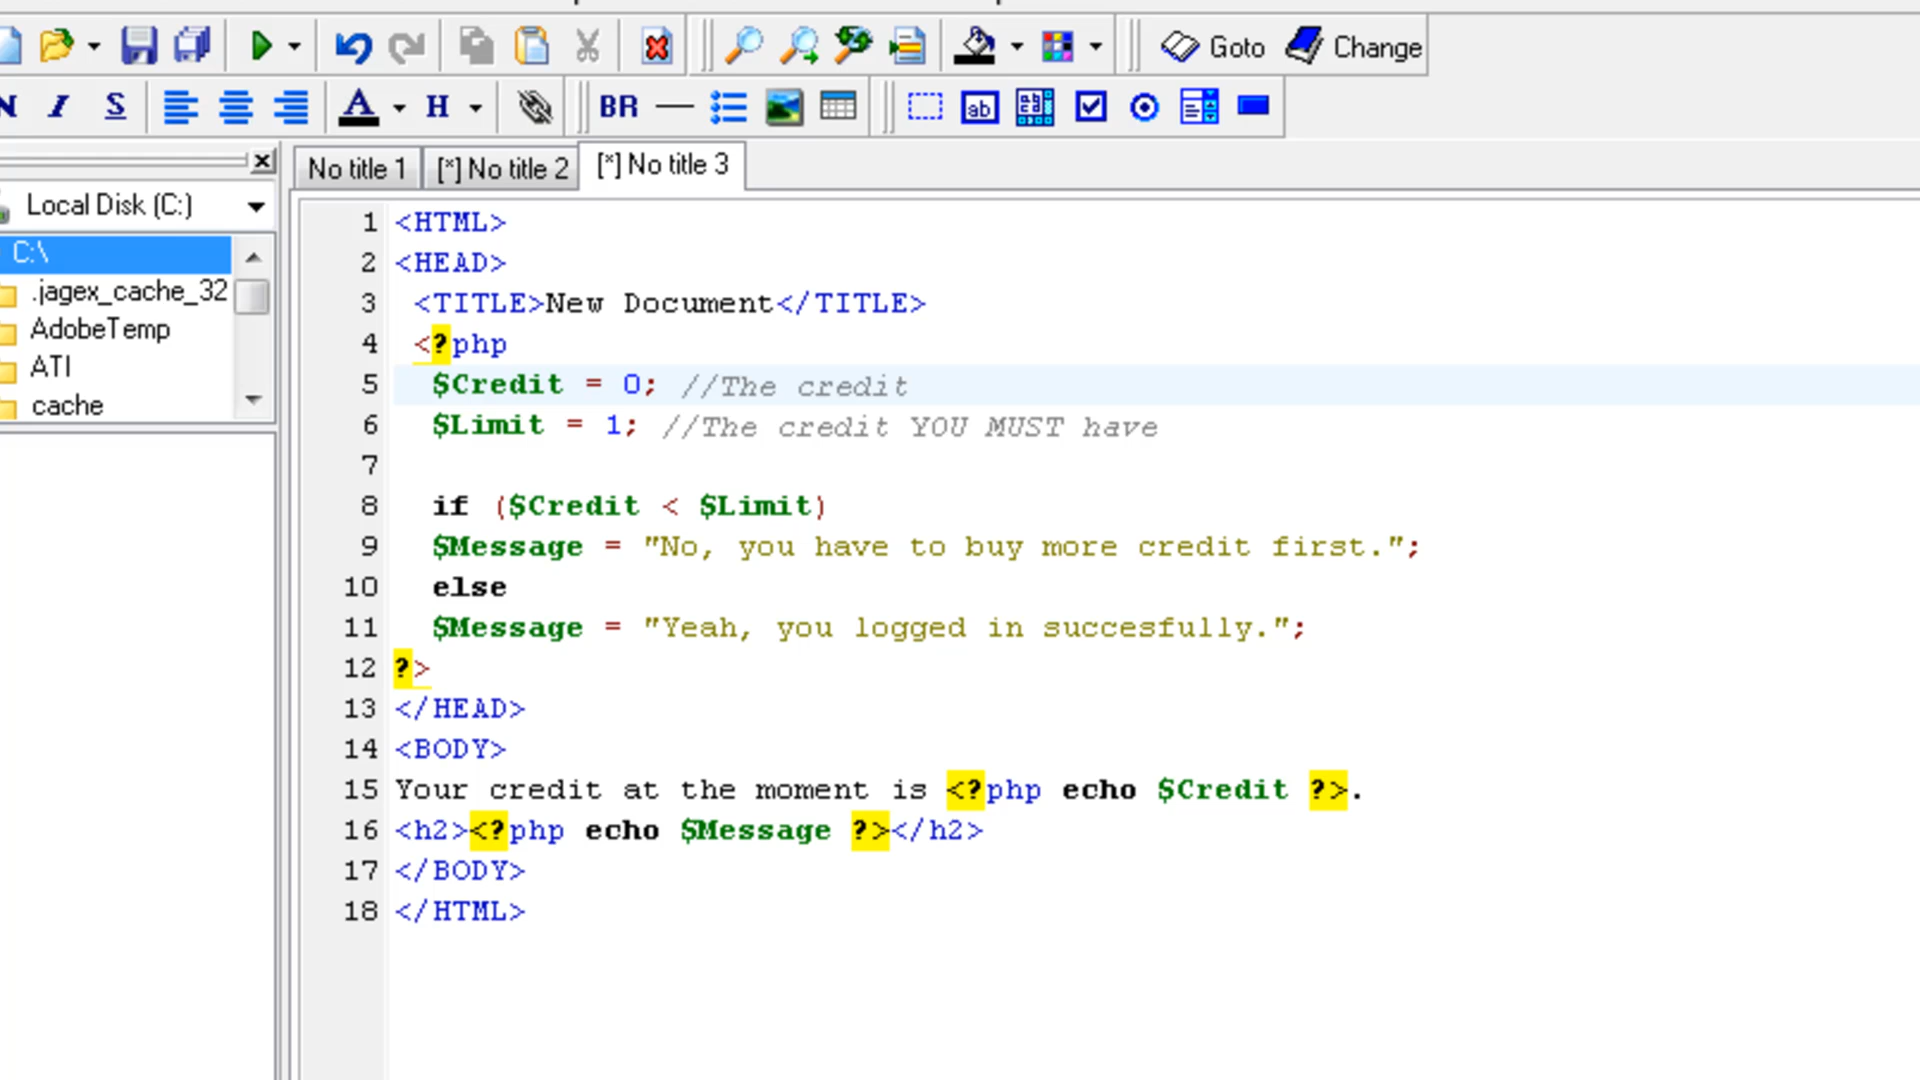 Goto Change
N I S A H BR ab
No title 1 [*] No title 2 [*] No title 3
Local Disk (C:)
C:\
.jagex_cache_32
AdobeTemp
ATI
cache
1 <HTML>
2 <HEAD>
3 <TITLE>New Document</TITLE>
4 <?php
5 $Credit = 0; //The credit
6 $Limit = 1; //The credit YOU MUST have
7
8 if ($Credit < $Limit)
9 $Message = "No, you have to buy more credit first.";
10 else
11 $Message = "Yeah, you logged in succesfully.";
12 ?>
13 </HEAD>
14 <BODY>
15 Your credit at the moment is <?php echo $Credit ?>.
16 <h2><?php echo $Message ?></h2>
17 </BODY>
18 </HTML>